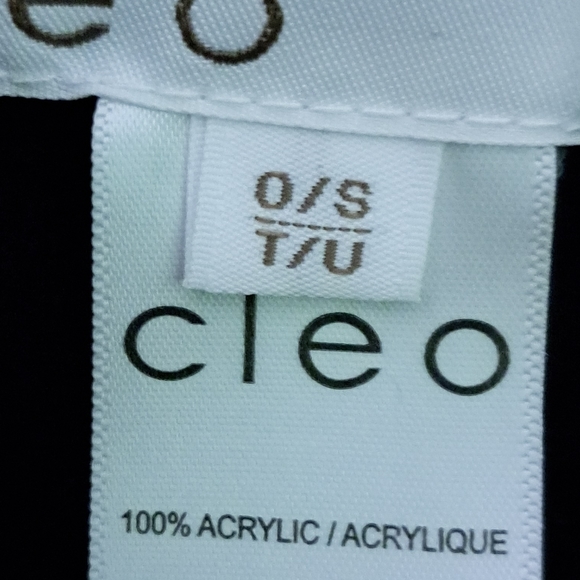 eo
O/S
T/U
cleo
100% ACRYLIC / ACRYLIQUE